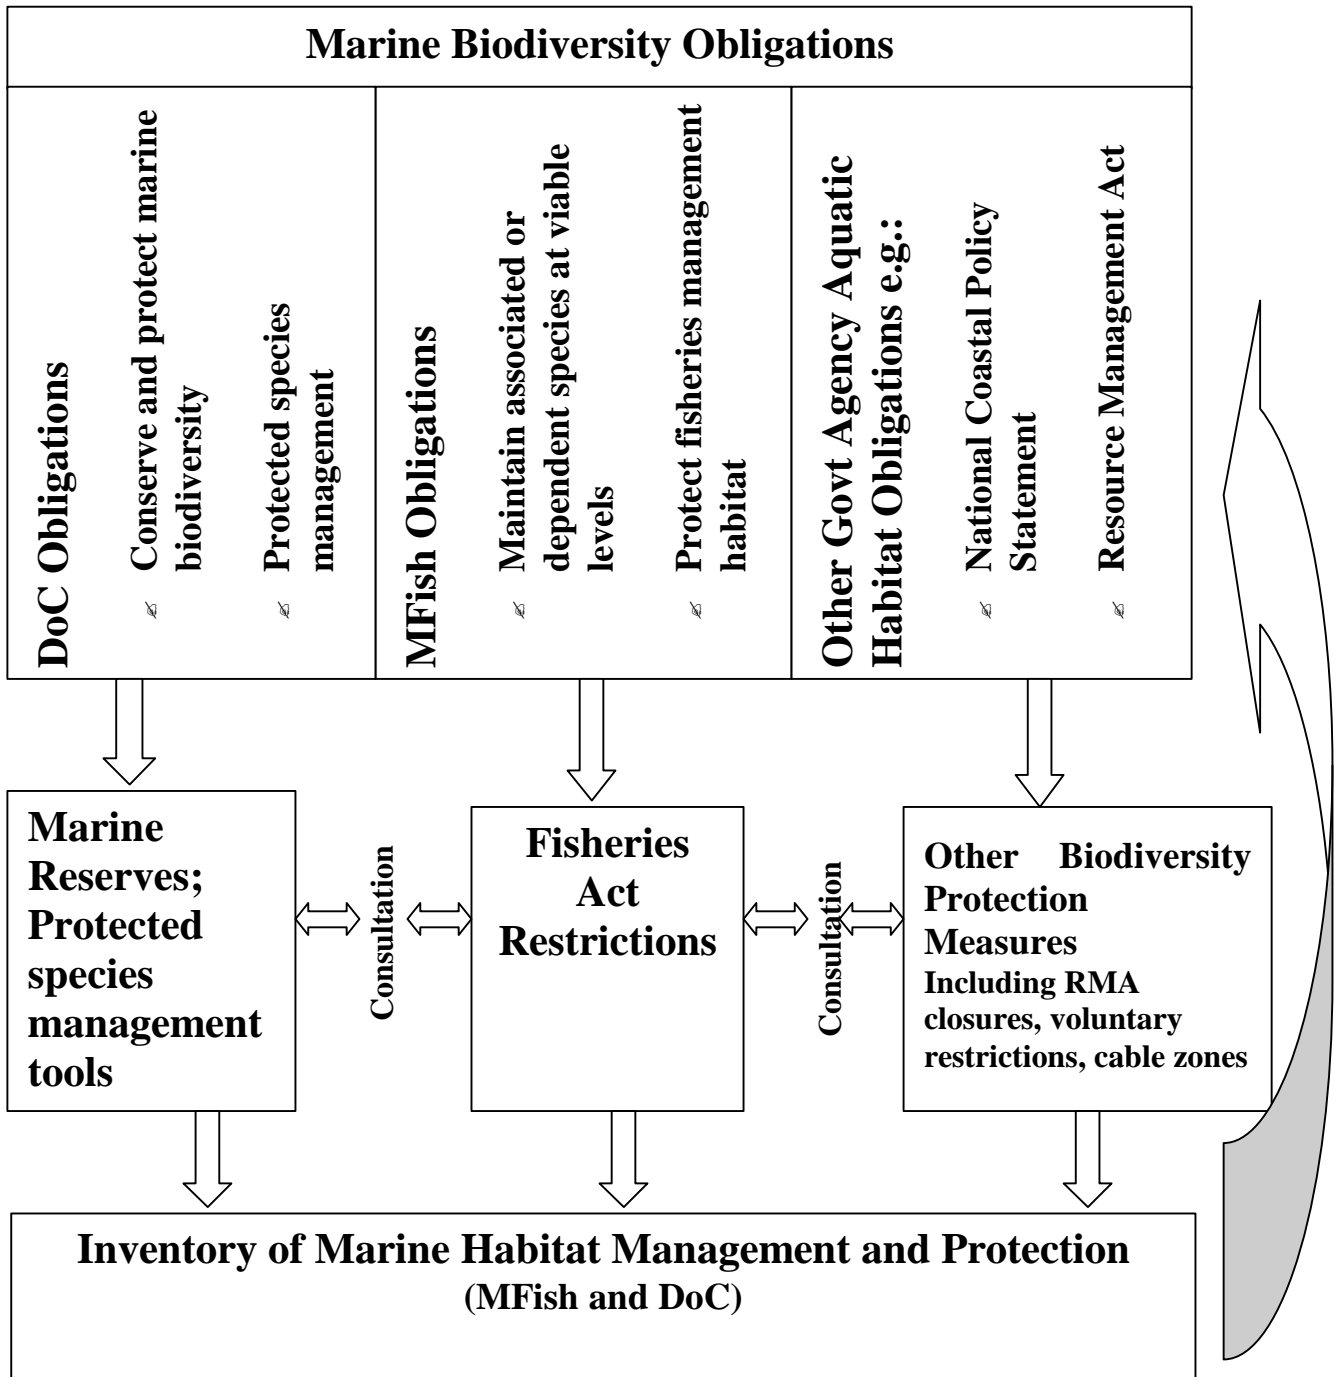 Marine Biodiversity Obligations
DoC Obligations
Conserve and protect marine
biodiversity
Protected species
management
MFish Obligations
Maintain associated or
dependent species at viable
levels
Protect fisheries management
habitat
Other Govt Agency Aquatic
Habitat Obligations e.g.:
National Coastal Policy
Statement
Resource Management Act
Marine
Reserves;
Protected
species
management
tools
Consultation
Fisheries
Act
Restrictions
Consultation
Other Biodiversity
Protection
Measures
Including RMA
closures, voluntary
restrictions, cable zones
Inventory of Marine Habitat Management and Protection
(MFish and DoC)